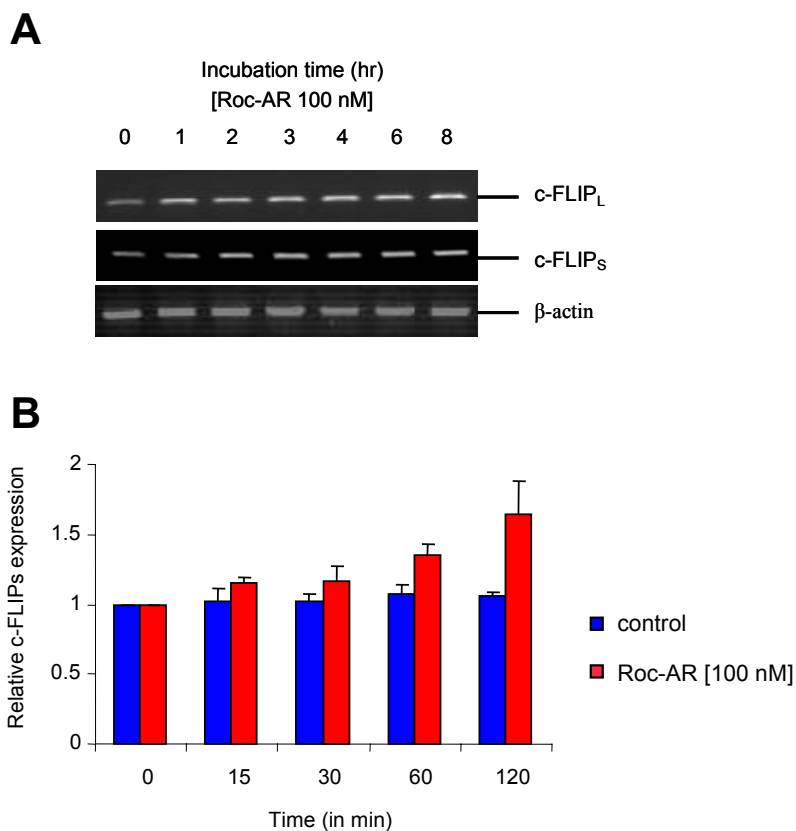 A
Incubation time (hr)
[Roc-AR 100 nM]
0 1 2 3 4 6 8
c-FLIPL
c-FLIPS
β-actin
B
Relative c-FLIPs expression
2
1.5
1
0.5
0
0 15 30 60 120
Time (in min)
control
Roc-AR [100 nM]